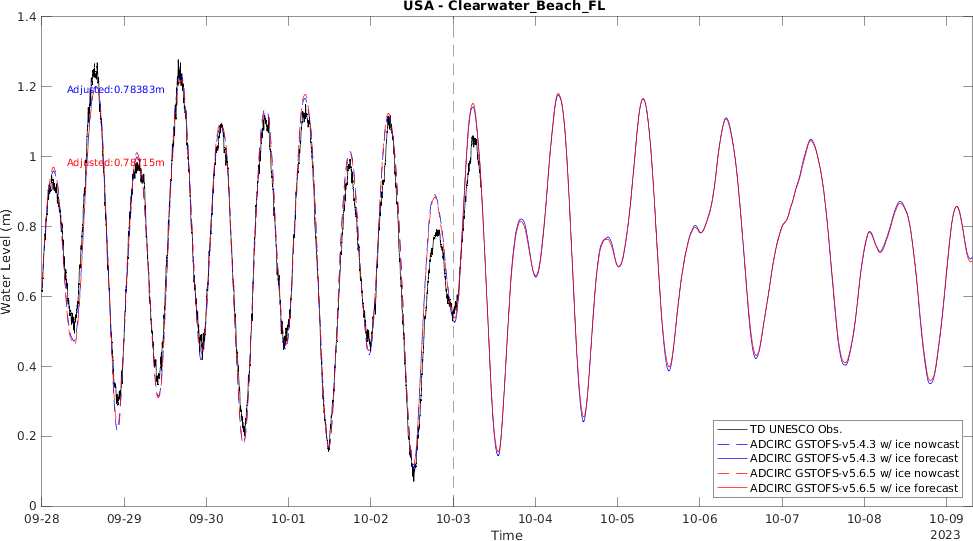 USA - Clearwater_Beach_FL
1.4
1.2
1
0.8
0.6
0.4
0.2
0
Water Level (m)
Adjusted:0.78383m
Adjusted:0.78715m
TD UNESCO Obs.
ADCIRC GSTOFS-v5.4.3 w/ ice nowcast
ADCIRC GSTOFS-v5.4.3 w/ ice forecast
ADCIRC GSTOFS-v5.6.5 w/ ice nowcast
ADCIRC GSTOFS-v5.6.5 w/ ice forecast
09-28 09-29 09-30 10-01 10-02 10-03 10-04 10-05 10-06 10-07 10-08 10-09
Time
2023